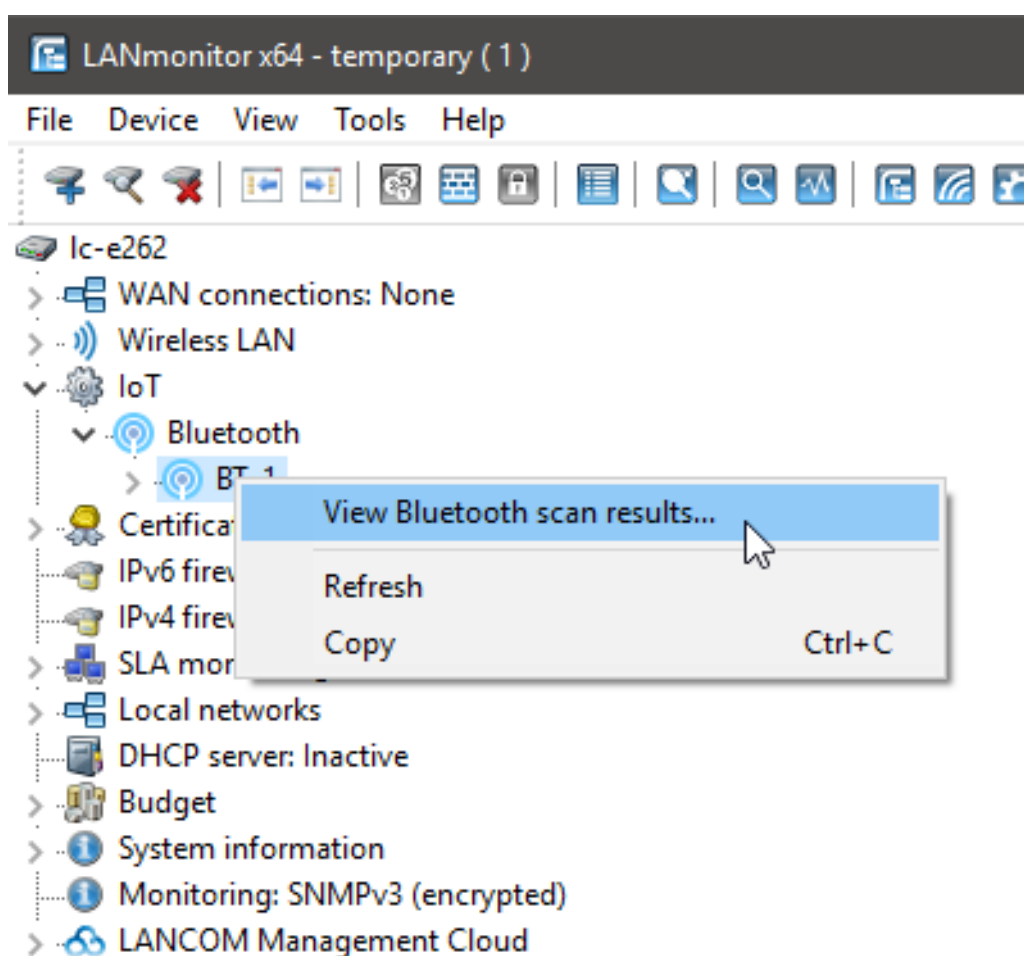 LANmonitor x64 - temporary ( 1 )
File Device View Tools Help
lc-e262
WAN connections: None
Wireless LAN
IoT
Bluetooth
View Bluetooth scan results...
Refresh
IPv6
IPv4
Copy Ctrl+C
SLA
Local networks
DHCP server: Inactive
Budget
System information
Monitoring: SNMPv3 (encrypted)
LANCOM Management Cloud